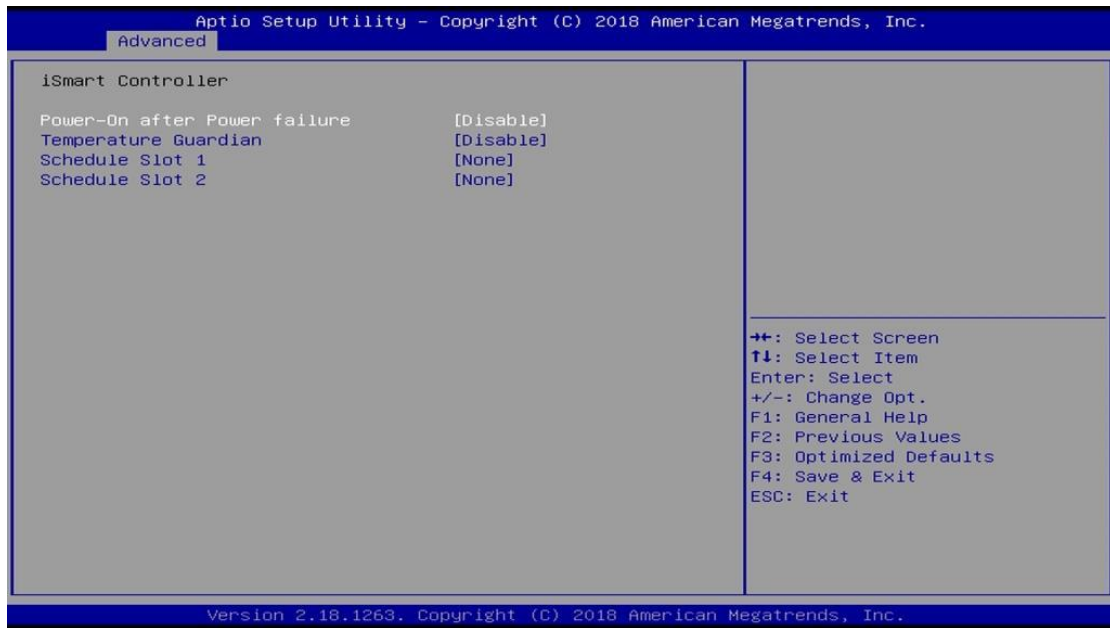 Aptio Setup Utility – Copyright (C) 2018 American Megatrends, Inc.
Advanced
iSmart Controller
Power-On after Power failure [Disable]
Temperature Guardian [Disable]
Schedule Slot 1 [None]
Schedule Slot 2 [None]
→←: Select Screen
↑↓: Select Item
Enter: Select
+/-: Change Opt.
F1: General Help
F2: Previous Values
F3: Optimized Defaults
F4: Save & Exit
ESC: Exit
Version 2.18.1263. Copyright (C) 2018 American Megatrends, Inc.